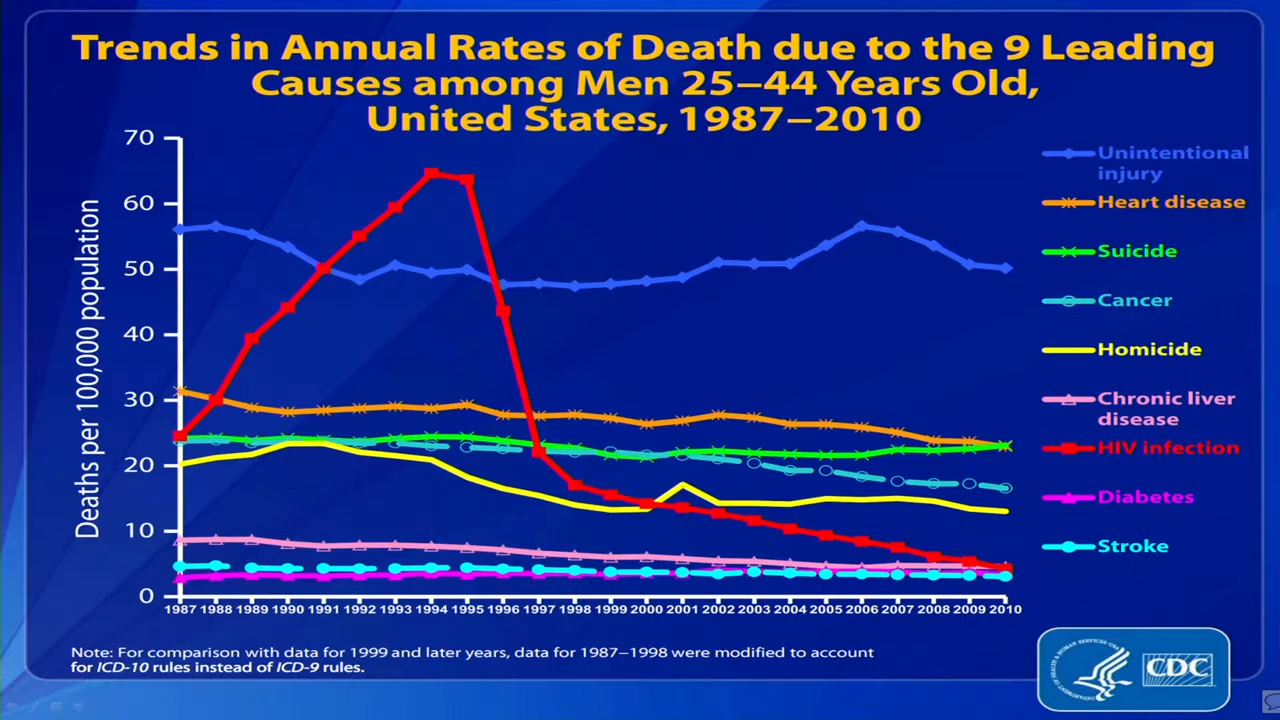 Trends in Annual Rates of Death due to the 9 Leading
Causes among Men 25–44 Years Old,
United States, 1987–2010
Deaths per 100,000 population
70
60
50
40
30
20
10
0
1987 1988 1989 1990 1991 1992 1993 1994 1995 1996 1997 1998 1999 2000 2001 2002 2003 2004 2005 2006 2007 2008 2009 2010
Unintentional
injury
Heart disease
Suicide
Cancer
Homicide
Chronic liver
disease
HIV infection
Diabetes
Stroke
Note: For comparison with data for 1999 and later years, data for 1987–1998 were modified to account
for ICD-10 rules instead of ICD-9 rules.
CDC